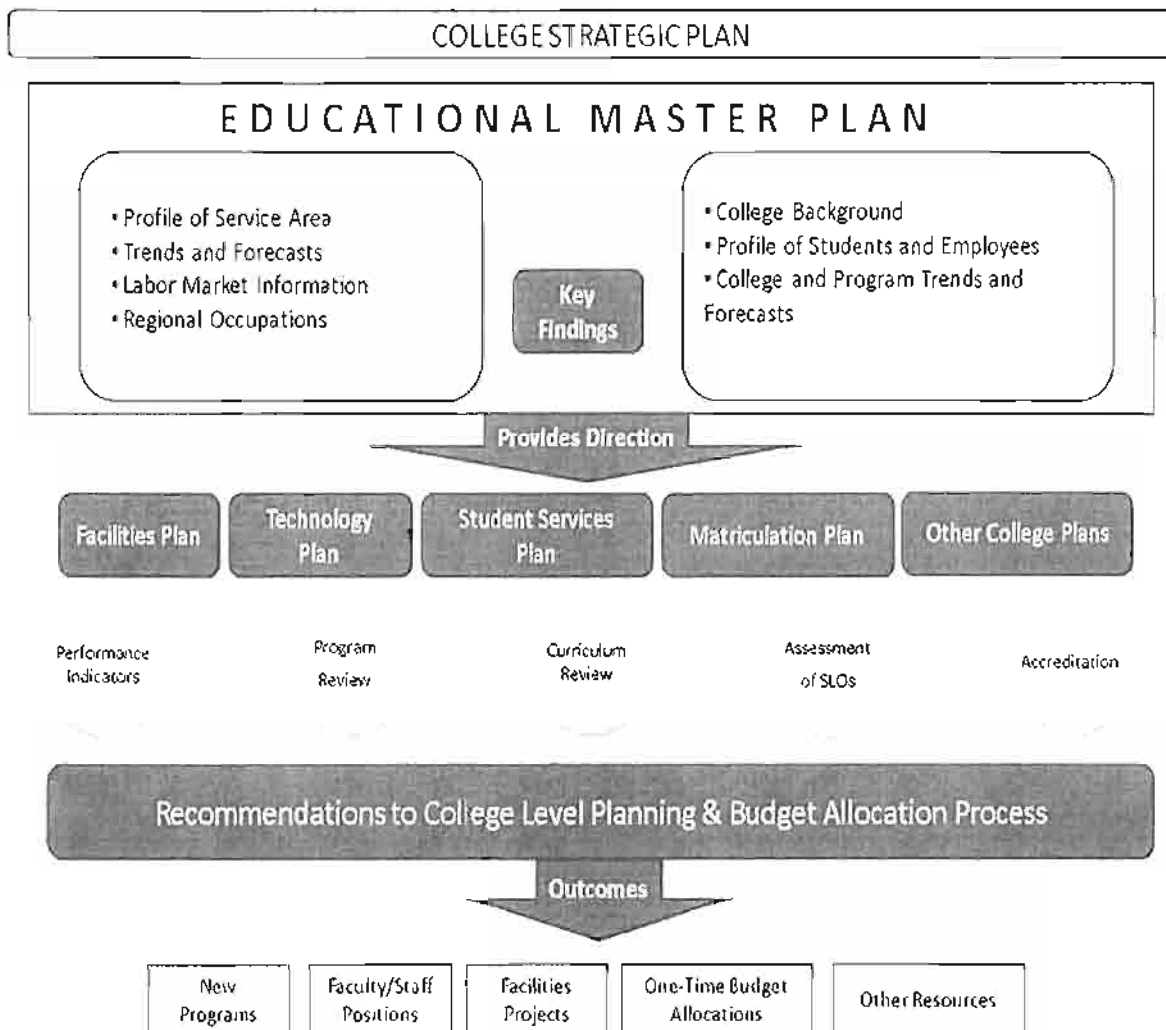 COLLEGE STRATEGIC PLAN
EDUCATIONAL MASTER PLAN
• Profile of Service Area
• Trends and Forecasts
• Labor Market Information
• Regional Occupations
Key
Findings
• College Background
• Profile of Students and Employees
• College and Program Trends and
Forecasts
Provides Direction
Facilities Plan
Technology
Plan
Student Services
Plan
Matriculation Plan
Other College Plans
Performance
Indicators
Program
Review
Curriculum
Review
Assessment
of SLOs
Accreditation
Recommendations to College Level Planning & Budget Allocation Process
Outcomes
New
Programs
Faculty/Staff
Positions
Facilities
Projects
One-Time Budget
Allocations
Other Resources